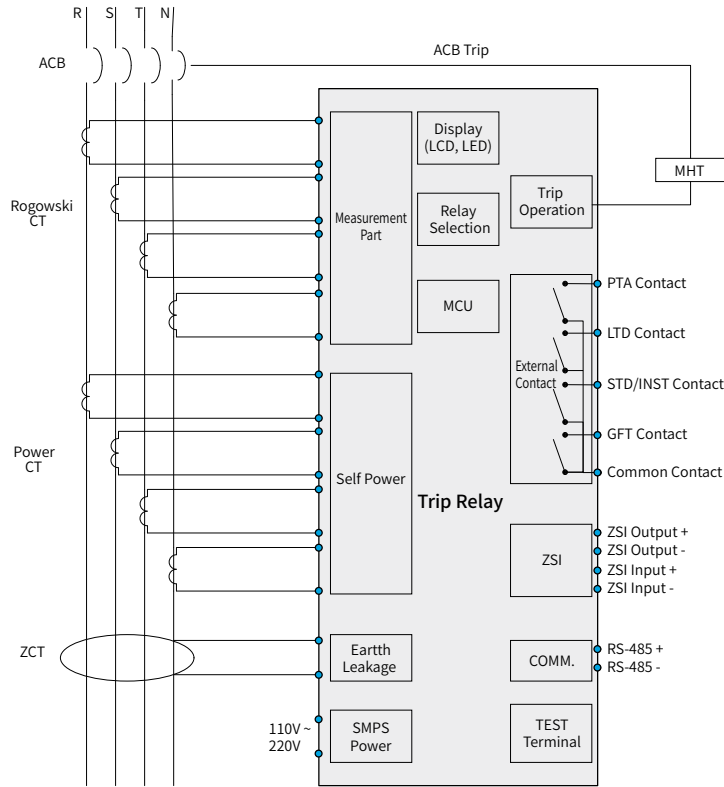 R S T N
ACB
ACB Trip
MHT
Rogowski
CT
Measurement
Part
Display
(LCD, LED)
Relay
Selection
MCU
Trip
Operation
External
Contact
PTA Contact
LTD Contact
STD/INST Contact
GFT Contact
Common Contact
Power
CT
Self Power
Trip Relay
ZSI
ZSI Output +
ZSI Output -
ZSI Input +
ZSI Input -
ZCT
Eartth
Leakage
COMM.
RS-485 +
RS-485 -
110V ~
220V
SMPS
Power
TEST
Terminal